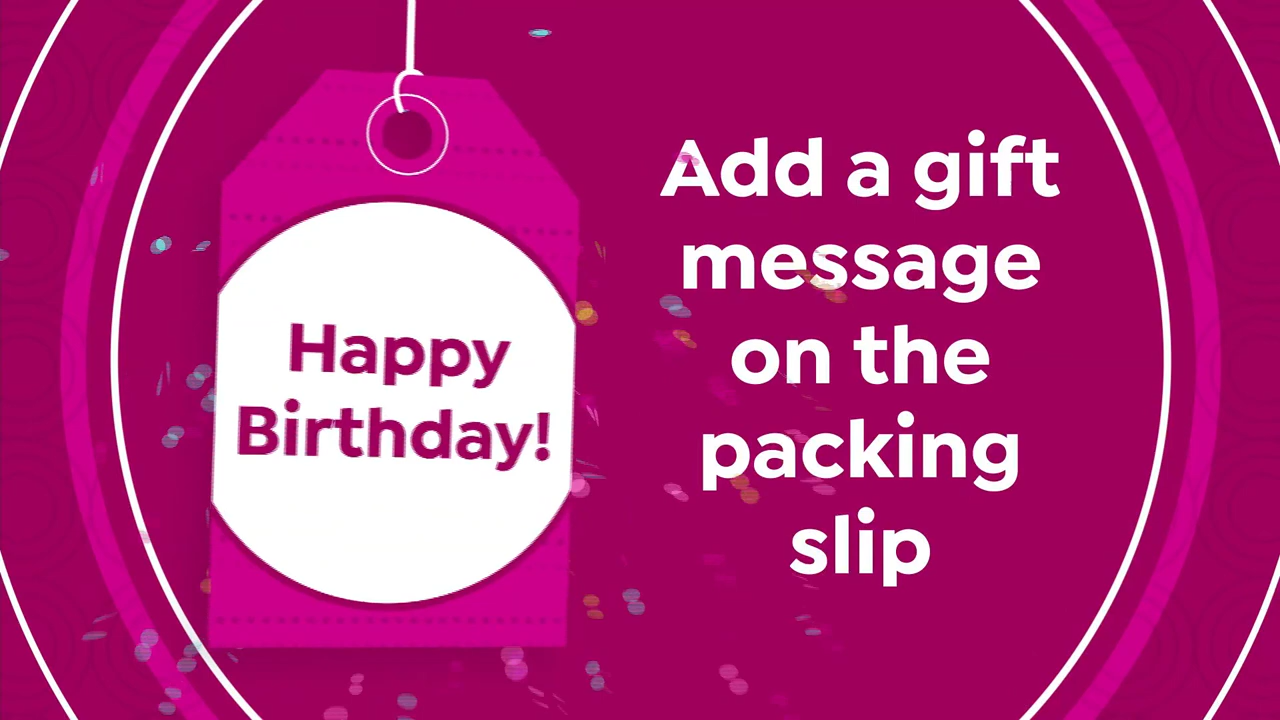 Happy
Birthday!
Add a gift
message
on the
packing
slip